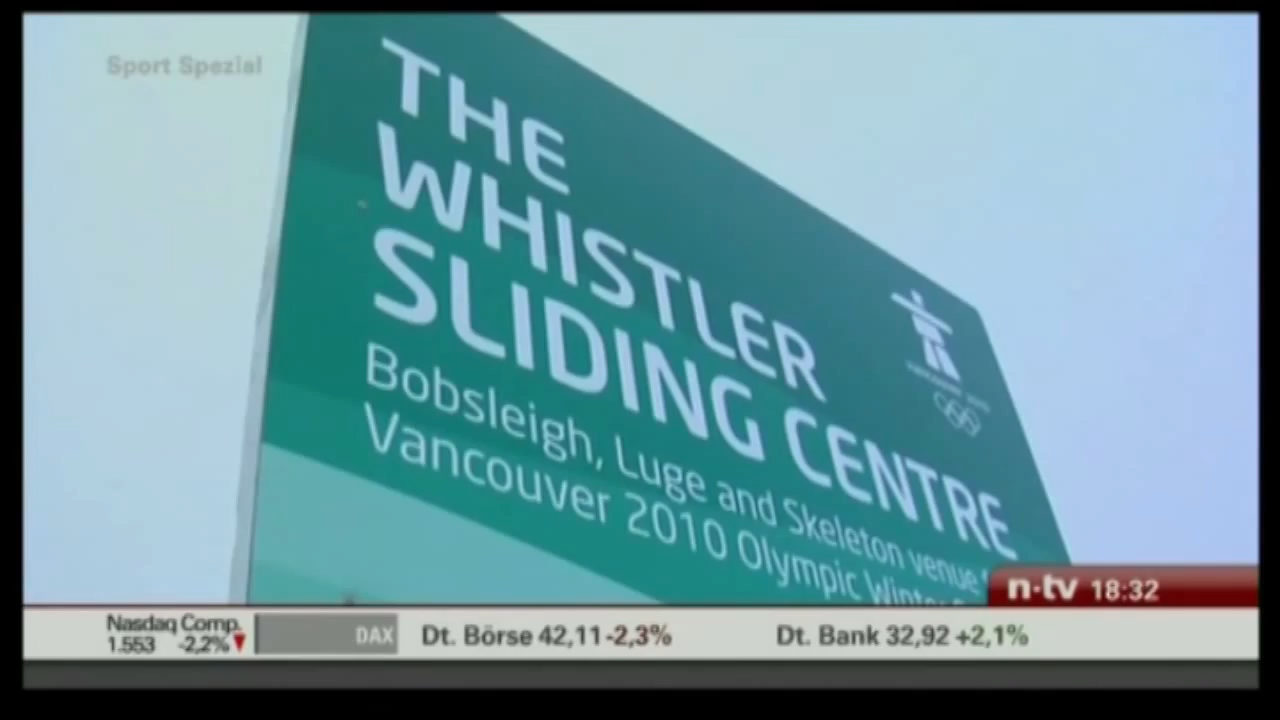 Sport Spezial
THE
WHISTLER
SLIDING CENTRE
Bobsleigh, Luge and Skeleton venue
Vancouver 2010 Olympic Winter
n-tv 18:32
Nasdaq Comp.
1.553 -2,2%
DAX
Dt. Börse 42,11 -2,3%
Dt. Bank 32,92 +2,1%